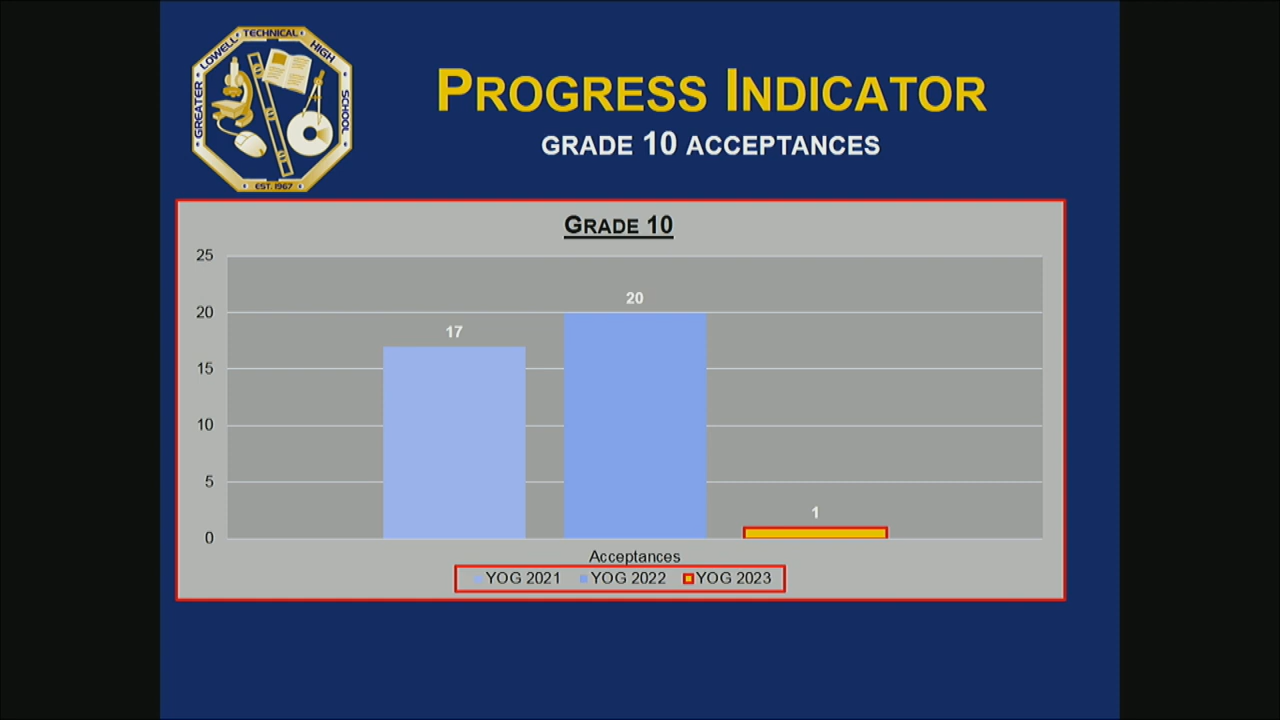 GREATER LOWELL TECHNICAL HIGH SCHOOL
EST. 1967
PROGRESS INDICATOR
GRADE 10 ACCEPTANCES
GRADE 10
25
20
15
10
5
0
17
20
1
Acceptances
YOG 2021 YOG 2022 YOG 2023